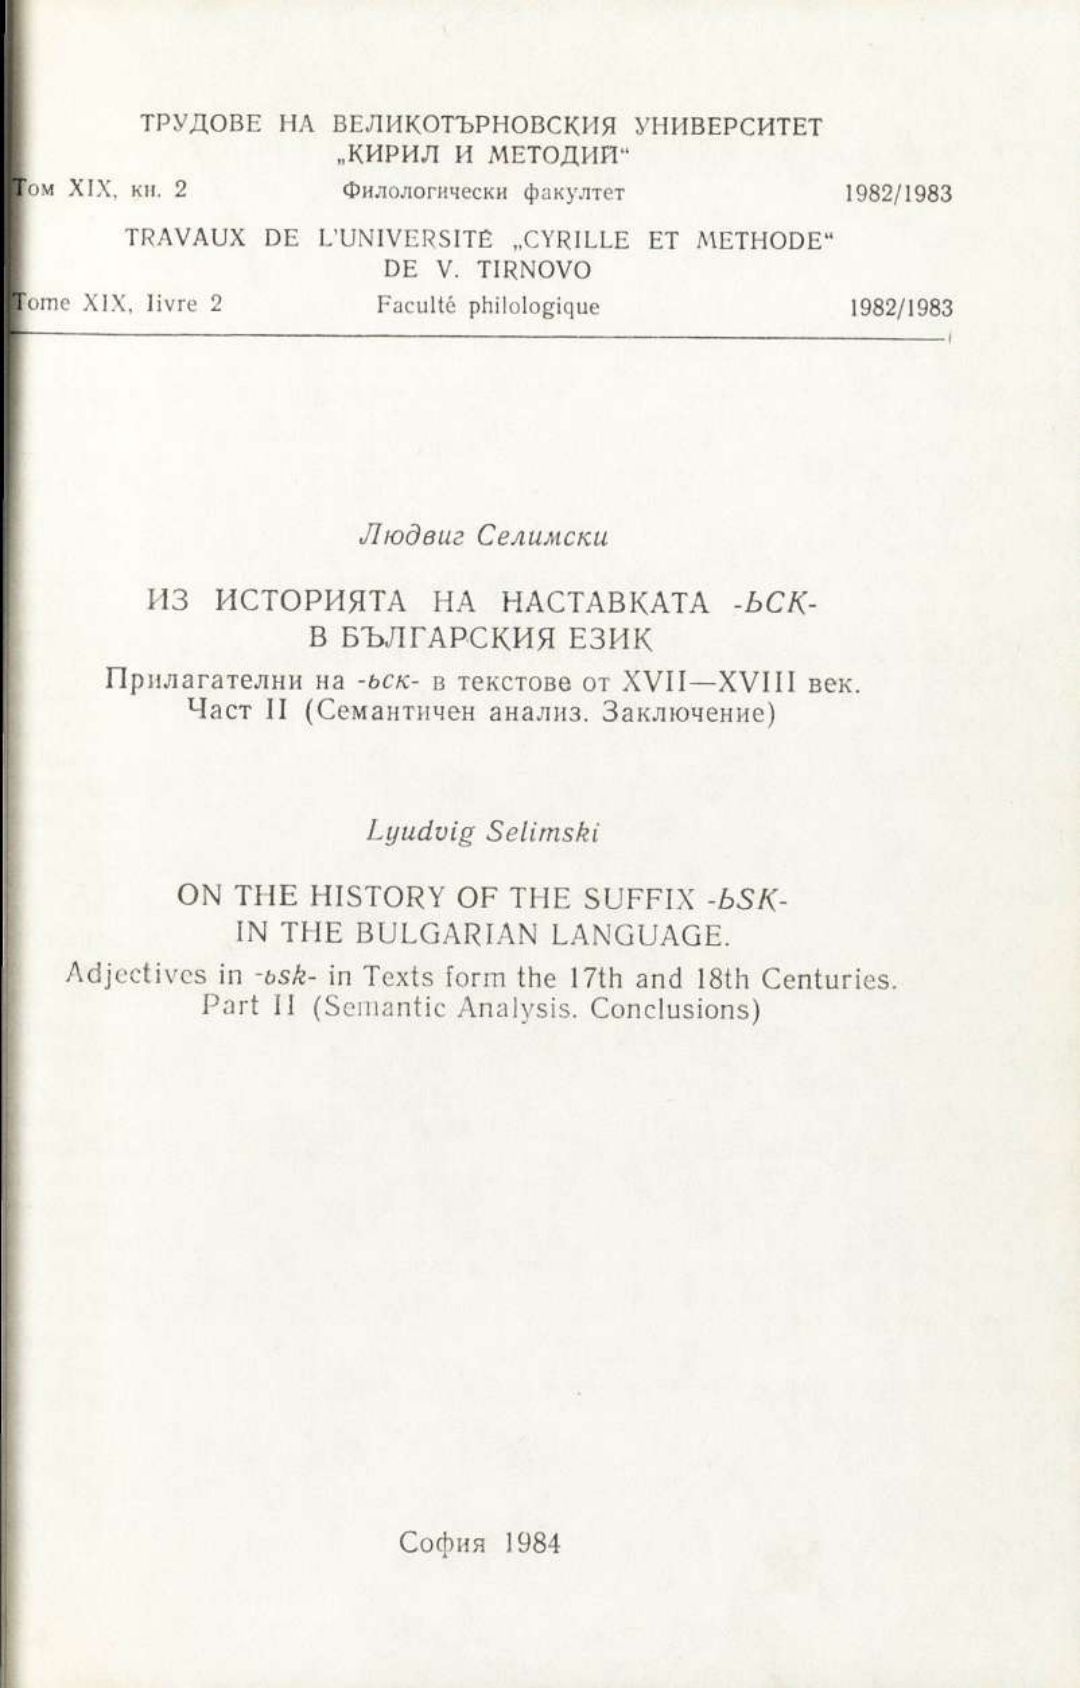 ТРУДОВЕ НА ВЕЛИКОТЪРНОВСКИЯ УНИВЕРСИТЕТ
„КИРИЛ И МЕТОДИЙ“
Том XIX, кн. 2 Филологически факултет 1982/1983
TRAVAUX DE L'UNIVERSITÉ „CYRILLE ET METHODE“
DE V. TIRNOVO
Tome XIX, livre 2 Faculté philologique 1982/1983
Людвиг Селимски
ИЗ ИСТОРИЯТА НА НАСТАВКАТА -ЬСК-
В БЪЛГАРСКИЯ ЕЗИК
Прилагателни на -ьск- в текстове от XVII—XVIII век.
Част II (Семантичен анализ. Заключение)
Lyudvig Selimski
ON THE HISTORY OF THE SUFFIX -ЬSK-
IN THE BULGARIAN LANGUAGE.
Adjectives in -ьsk- in Texts form the 17th and 18th Centuries.
Part II (Semantic Analysis. Conclusions)
София 1984